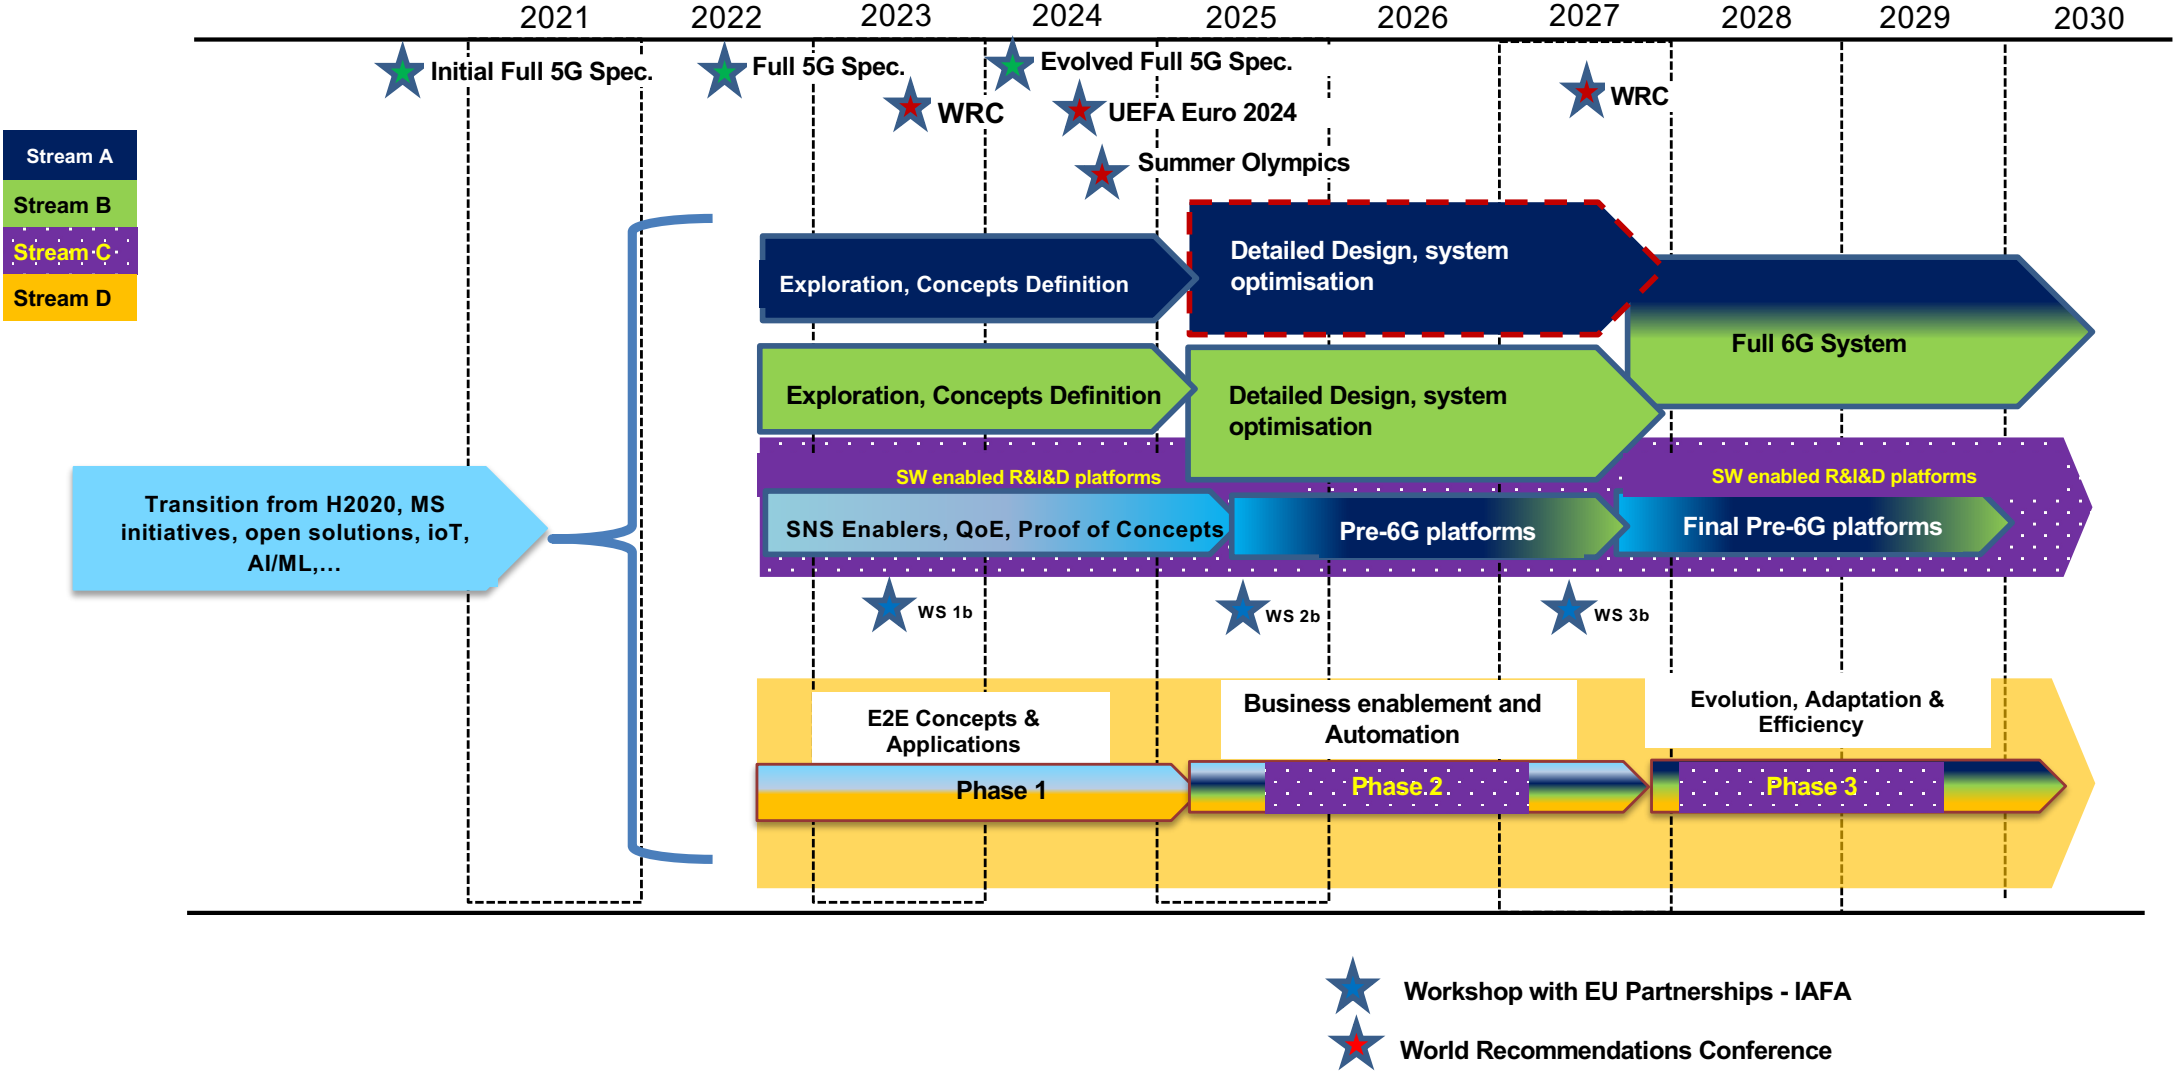 2021 2022 2023 2024 2025 2026 2027 2028 2029 2030
Initial Full 5G Spec.
Full 5G Spec.
WRC
Evolved Full 5G Spec.
UEFA Euro 2024
Summer Olympics
WRC
Stream A
Stream B
Stream C
Stream D
Exploration, Concepts Definition
Detailed Design, system
optimisation
Full 6G System
Exploration, Concepts Definition
Detailed Design, system
optimisation
Transition from H2020, MS
initiatives, open solutions, ioT,
AI/ML,...
SW enabled R&I&D platforms
SW enabled R&I&D platforms
SNS Enablers, QoE, Proof of Concepts
Pre-6G platforms
Final Pre-6G platforms
WS 1b
WS 2b
WS 3b
E2E Concepts &
Applications
Business enablement and
Automation
Evolution, Adaptation &
Efficiency
Phase 1
Phase 2
Phase 3
Workshop with EU Partnerships - IAFA
World Recommendations Conference